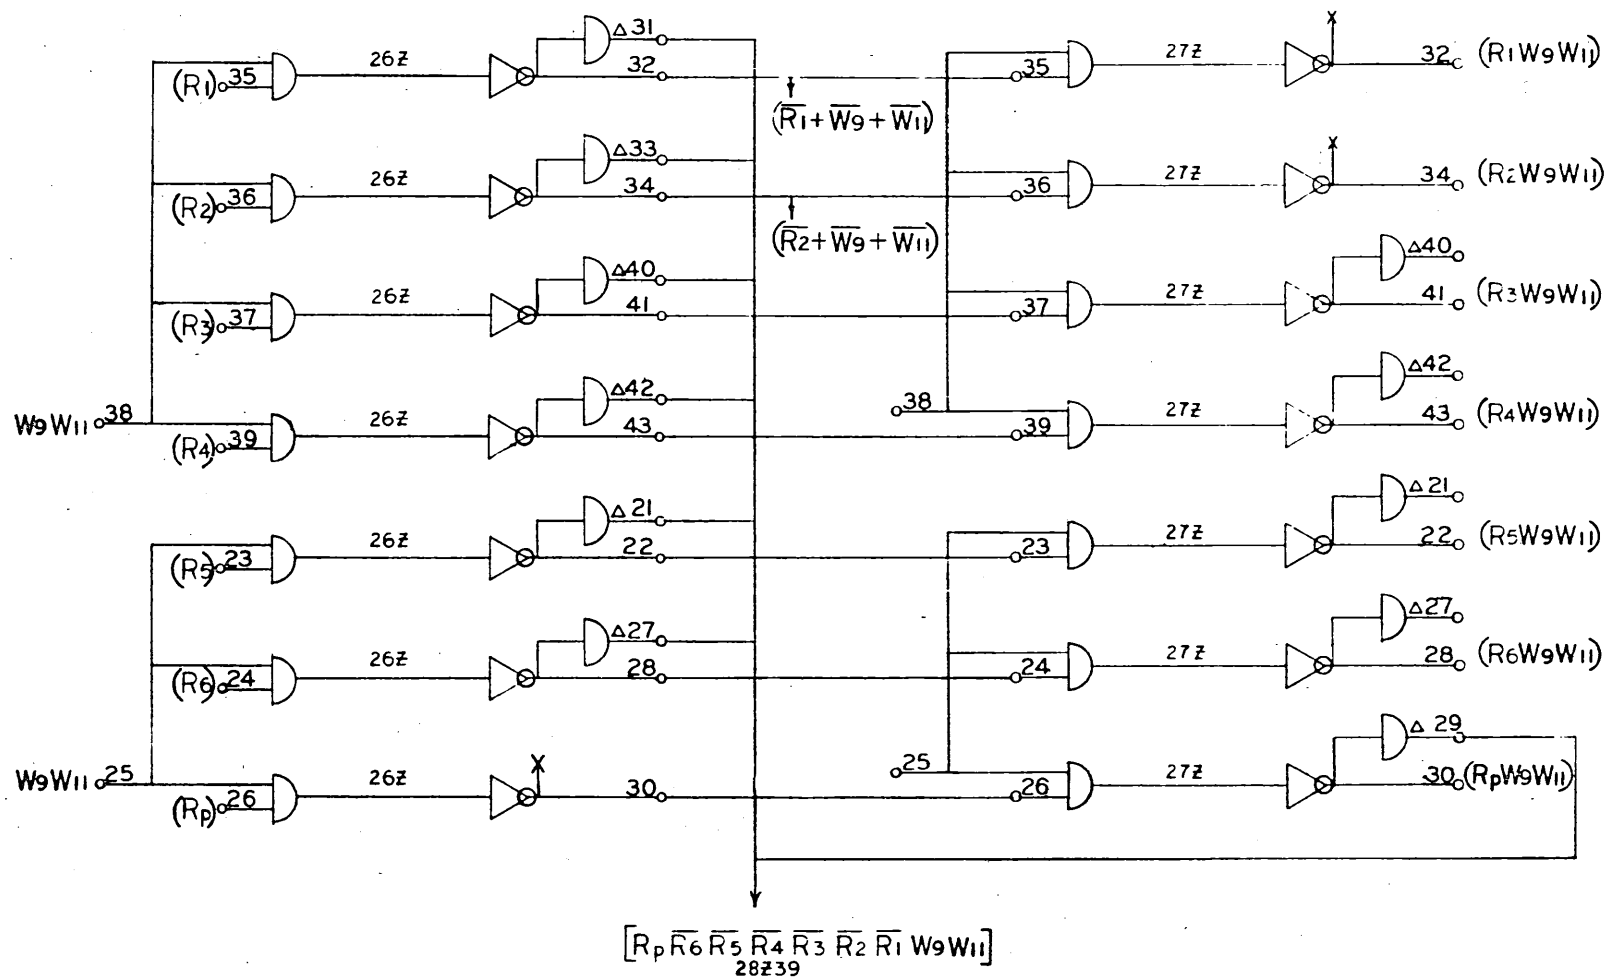 Δ31
X
(R1) 35 26Z 32 35 27Z 32 (R1W9W11)
(R̅1̅+W̅9̅+W̅1̅1̅)
Δ33
X
(R2) 36 26Z 34 36 27Z 34 (R2W9W11)
(R̅2̅+W̅9̅+W̅1̅1̅)
Δ40 Δ40
(R3) 37 26Z 41 37 27Z 41 (R3W9W11)
Δ42 Δ42
W9W11 38 38
(R4) 39 26Z 43 39 27Z 43 (R4W9W11)
Δ21 Δ21
(R5) 23 26Z 22 23 27Z 22 (R5W9W11)
Δ27 Δ27
(R6) 24 26Z 28 24 27Z 28 (R6W9W11)
Δ29
W9W11 25 X 25
(Rp) 26 26Z 30 26 27Z 30 (RpW9W11)
[Rp R̅6̅ R̅5̅ R̅4̅ R̅3̅ R̅2̅ R̅1̅ W9W11]
28Z39